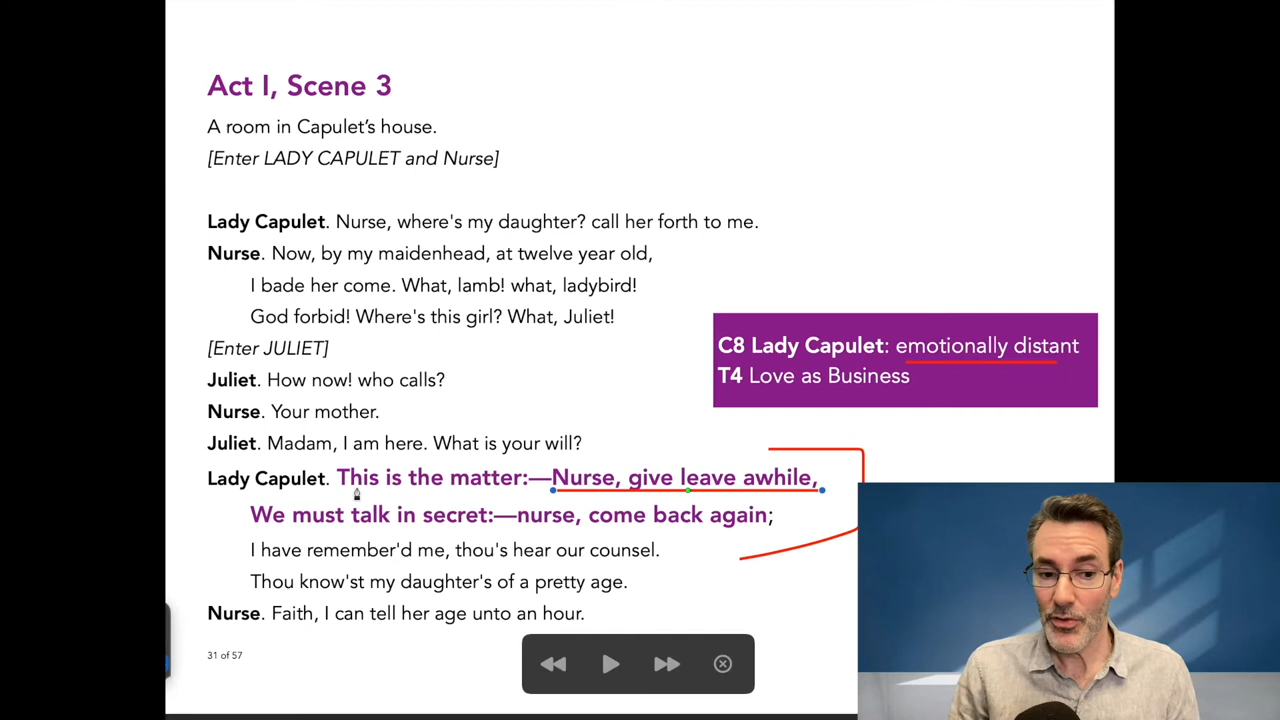 Act I, Scene 3
A room in Capulet’s house.
[Enter LADY CAPULET and Nurse]
Lady Capulet. Nurse, where's my daughter? call her forth to me.
Nurse. Now, by my maidenhead, at twelve year old,
I bade her come. What, lamb! what, ladybird!
God forbid! Where's this girl? What, Juliet!
[Enter JULIET]
Juliet. How now! who calls?
Nurse. Your mother.
Juliet. Madam, I am here. What is your will?
Lady Capulet. This is the matter:—Nurse, give leave awhile,
We must talk in secret:—nurse, come back again;
I have remember'd me, thou's hear our counsel.
Thou know'st my daughter's of a pretty age.
Nurse. Faith, I can tell her age unto an hour.
C8 Lady Capulet: emotionally distant
T4 Love as Business
31 of 57